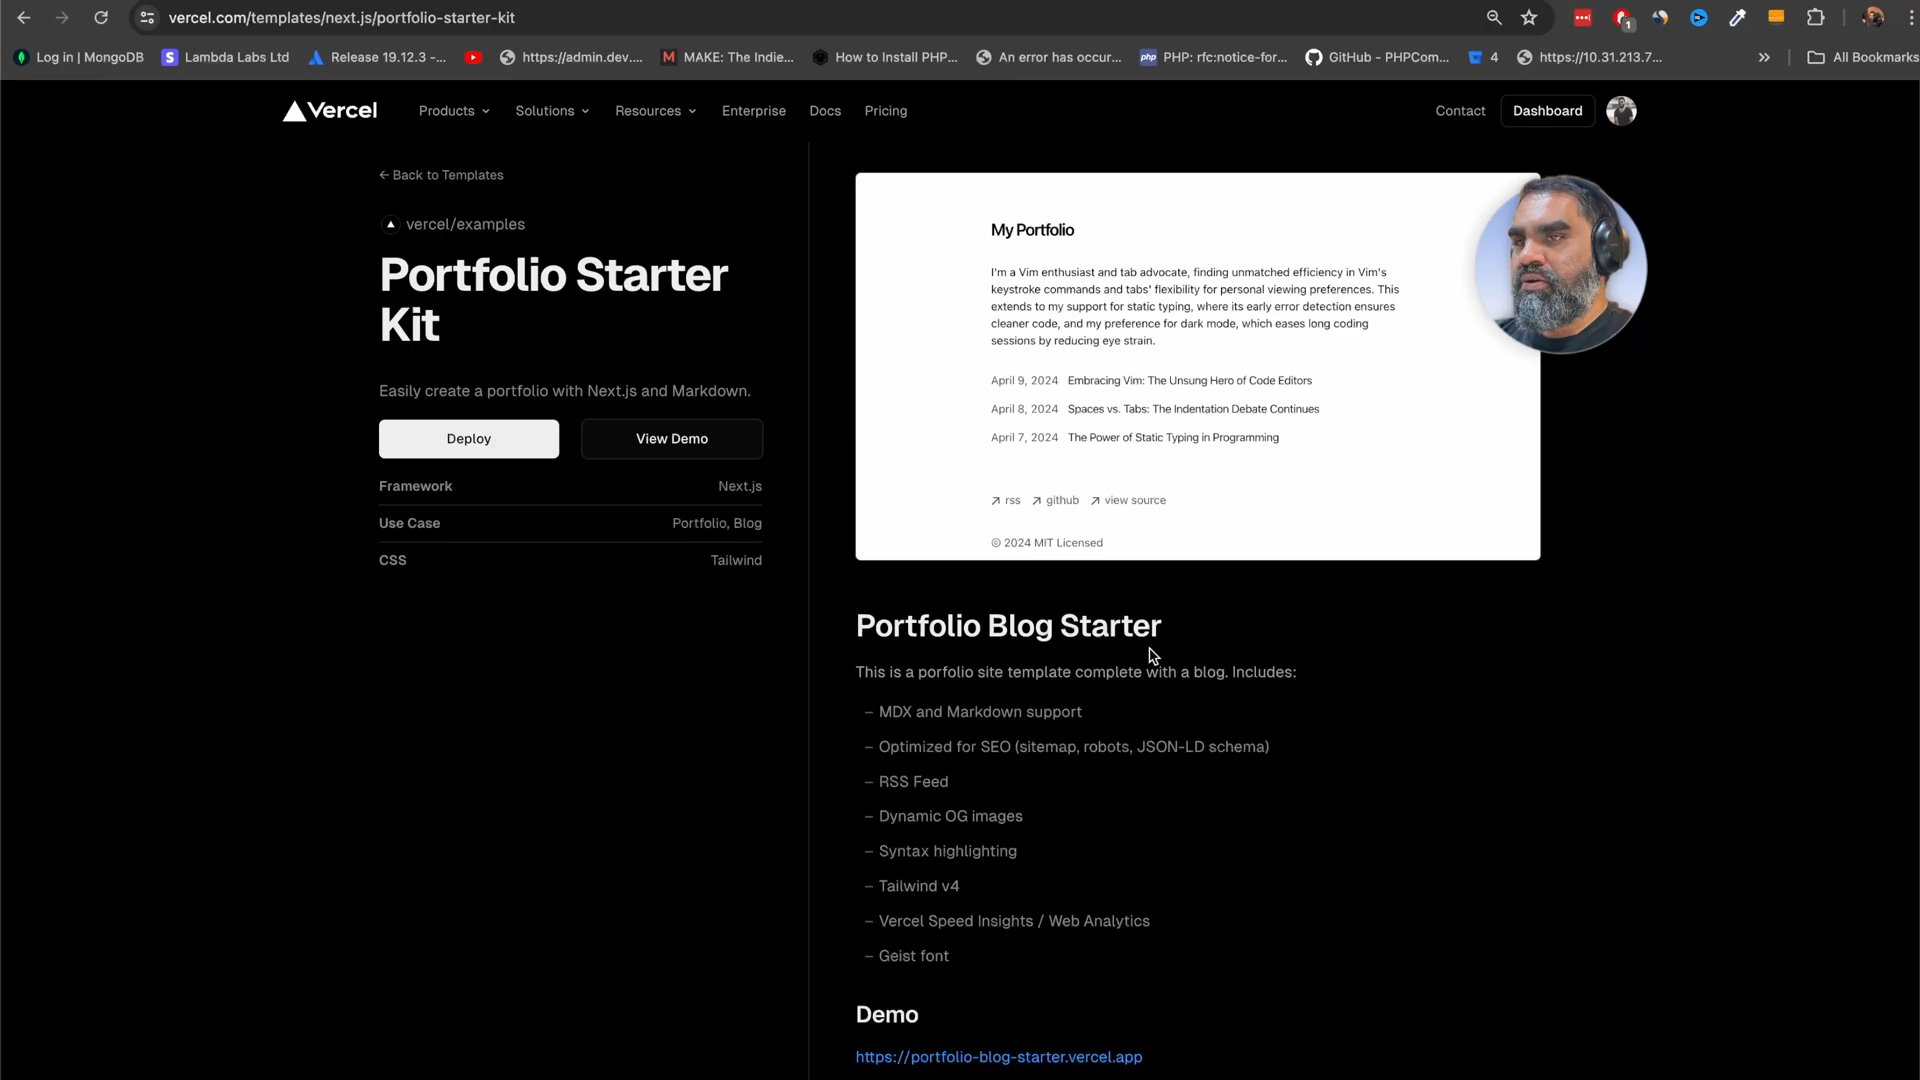 vercel.com/templates/next.js/portfolio-starter-kit
1
Log in | MongoDB
Lambda Labs Ltd
Release 19.12.3 -...
https://admin.dev....
MAKE: The Indie...
How to Install PHP...
An error has occur...
php PHP: rfc:notice-for...
GitHub - PHPCom...
4
https://10.31.213.7...
All Bookmarks
Vercel
Products
Solutions
Resources
Enterprise
Docs
Pricing
Contact
Dashboard
← Back to Templates
vercel/examples
Portfolio Starter
Kit
Easily create a portfolio with Next.js and Markdown.
Deploy
View Demo
Framework Next.js
Use Case Portfolio, Blog
CSS Tailwind
My Portfolio
I'm a Vim enthusiast and tab advocate, finding unmatched efficiency in Vim's
keystroke commands and tabs' flexibility for personal viewing preferences. This
extends to my support for static typing, where its early error detection ensures
cleaner code, and my preference for dark mode, which eases long coding
sessions by reducing eye strain.
April 9, 2024 Embracing Vim: The Unsung Hero of Code Editors
April 8, 2024 Spaces vs. Tabs: The Indentation Debate Continues
April 7, 2024 The Power of Static Typing in Programming
rss github view source
© 2024 MIT Licensed
Portfolio Blog Starter
This is a porfolio site template complete with a blog. Includes:
– MDX and Markdown support
– Optimized for SEO (sitemap, robots, JSON-LD schema)
– RSS Feed
– Dynamic OG images
– Syntax highlighting
– Tailwind v4
– Vercel Speed Insights / Web Analytics
– Geist font
Demo
https://portfolio-blog-starter.vercel.app